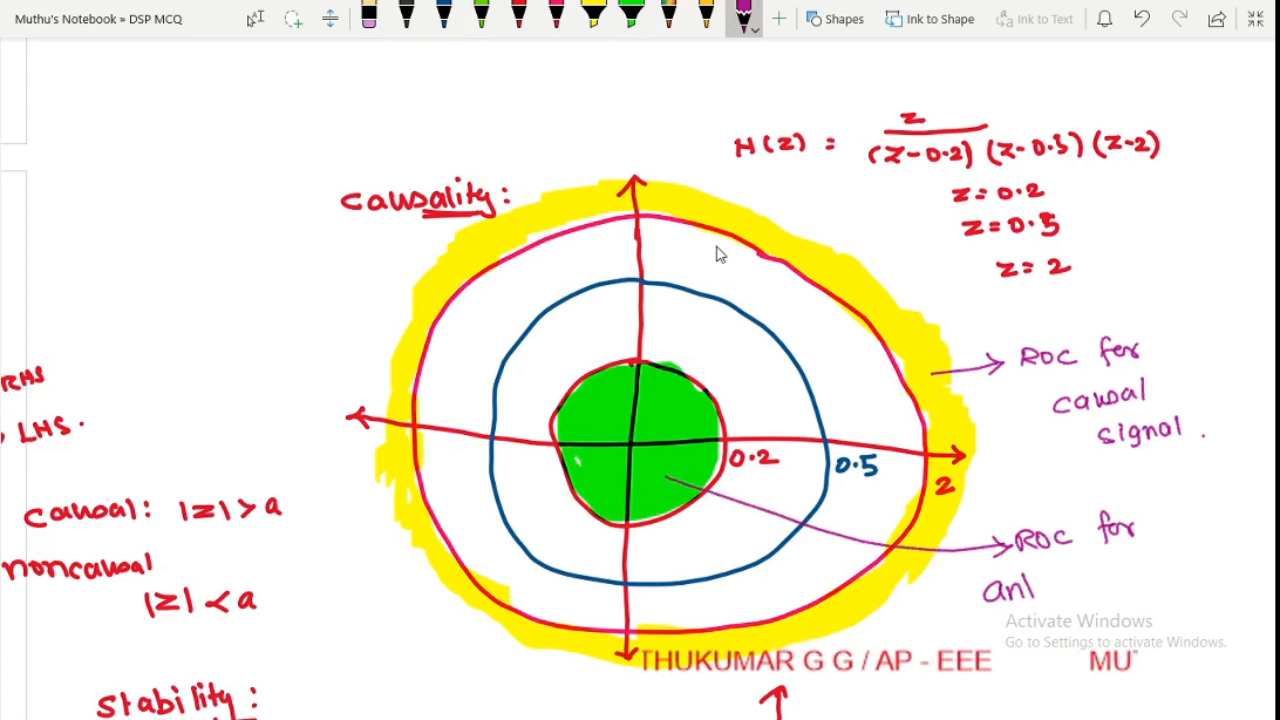 Muthu's Notebook » DSP MCQ
Shapes
Ink to Shape
Ink to Text
H(z) = z
(z-0.2) (z-0.5) (z-2)
z=0.2
z=0.5
z=2
causality:
ROC for
causal
signal.
RHS
LHS.
0.2
0.5
2
causal: |z|>a
noncausal
|z|<a
ROC for
anl
Activate Windows
Go to Settings to activate Windows.
THUKUMAR G G / AP - EEE
MUT
stability: